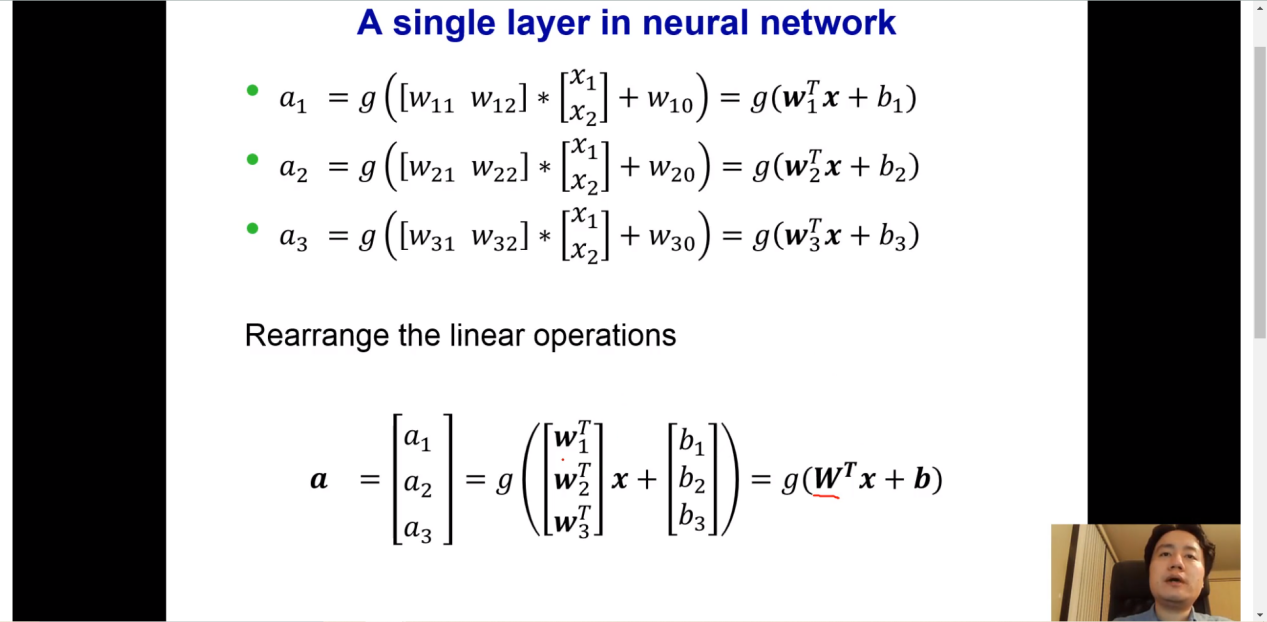 A single layer in neural network
• a₁ = g([w₁₁ w₁₂] * [x₁ x₂] + w₁₀) = g(𝒘₁ᵀ𝒙 + b₁)
• a₂ = g([w₂₁ w₂₂] * [x₁ x₂] + w₂₀) = g(𝒘₂ᵀ𝒙 + b₂)
• a₃ = g([w₃₁ w₃₂] * [x₁ x₂] + w₃₀) = g(𝒘₃ᵀ𝒙 + b₃)
Rearrange the linear operations
𝒂 = [a₁ a₂ a₃] = g([𝒘₁ᵀ 𝒘₂ᵀ 𝒘₃ᵀ] 𝒙 + [b₁ b₂ b₃]) = g(𝑾ᵀ𝒙 + 𝒃)